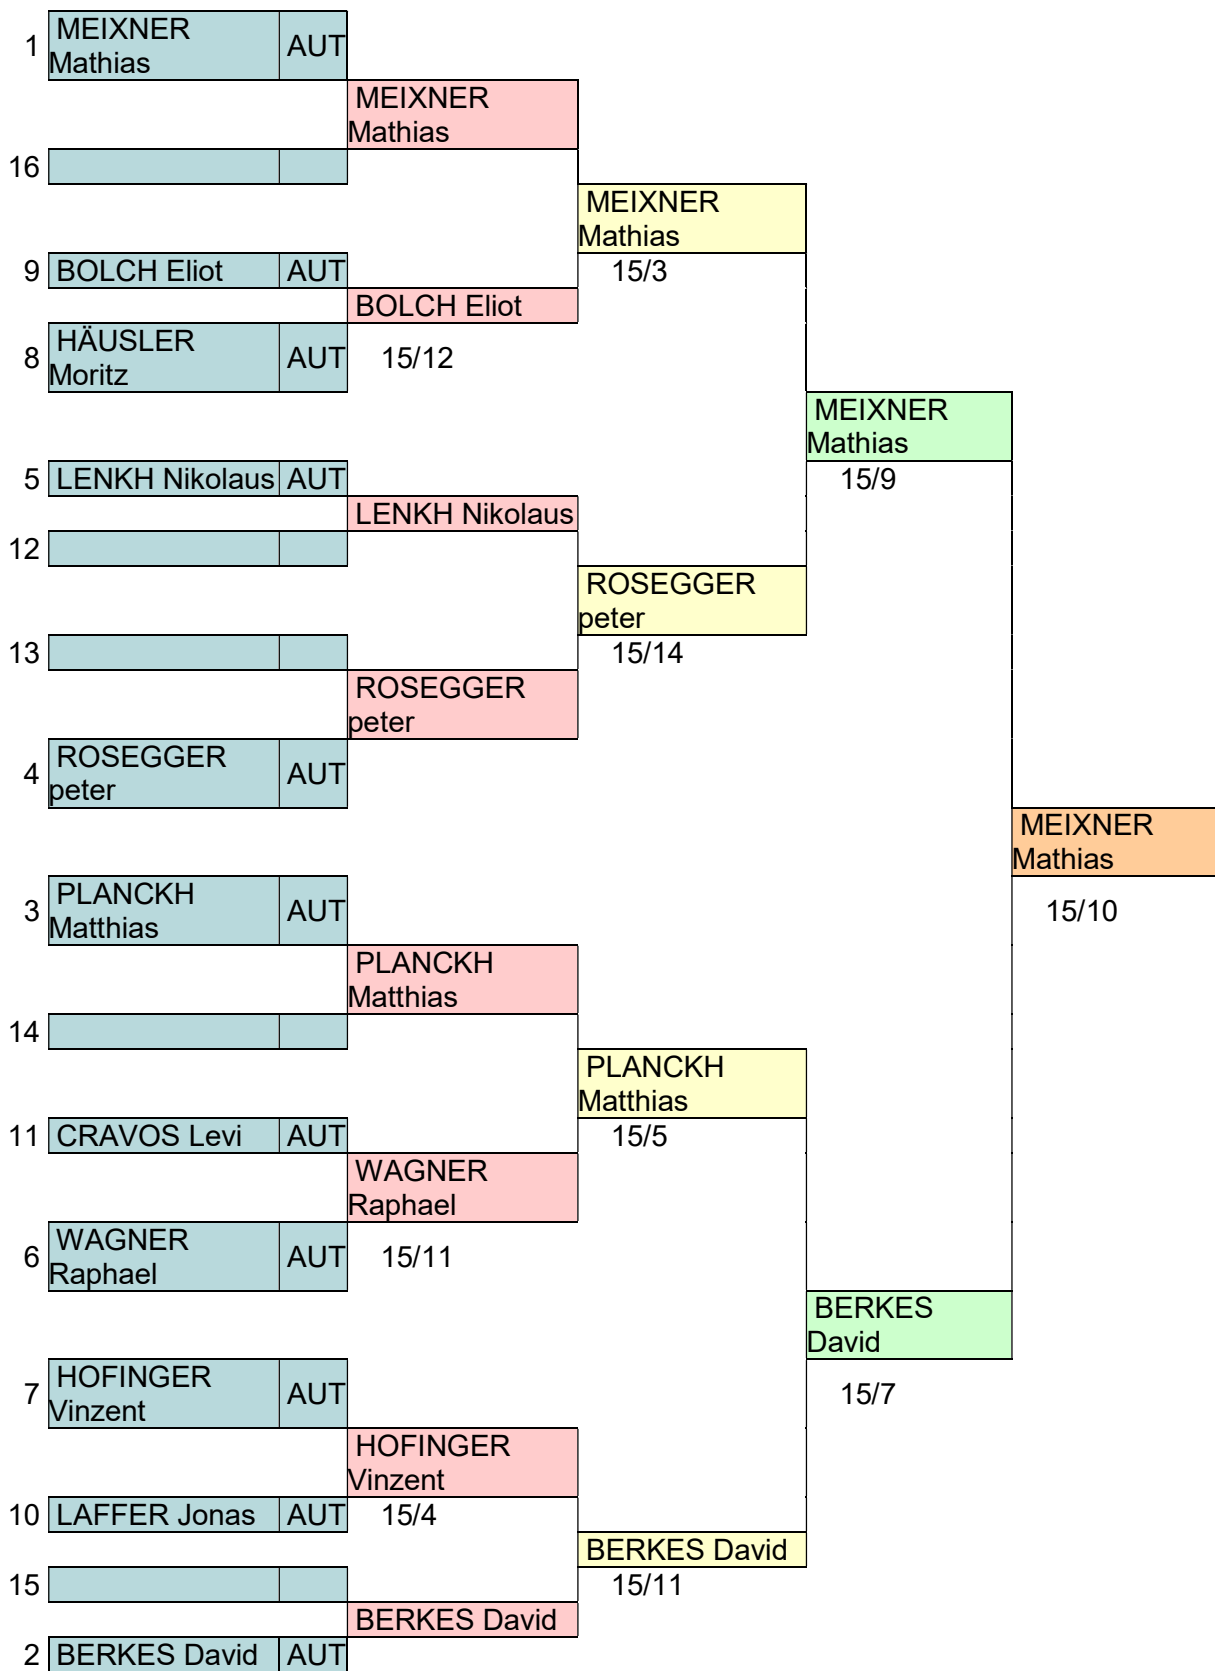 1 MEIXNER
Mathias AUT
MEIXNER
Mathias
16
MEIXNER
Mathias
15/3
9 BOLCH Eliot AUT
BOLCH Eliot
8 HÄUSLER
Moritz AUT
15/12
MEIXNER
Mathias
15/9
5 LENKH Nikolaus AUT
LENKH Nikolaus
12
ROSEGGER
peter
15/14
13
ROSEGGER
peter
4 ROSEGGER
peter AUT
MEIXNER
Mathias
15/10
3 PLANCKH
Matthias AUT
PLANCKH
Matthias
14
PLANCKH
Matthias
15/5
11 CRAVOS Levi AUT
WAGNER
Raphael
6 WAGNER
Raphael AUT
15/11
BERKES
David
15/7
7 HOFINGER
Vinzent AUT
HOFINGER
Vinzent
10 LAFFER Jonas AUT
15/4
BERKES David
15/11
15
BERKES David
2 BERKES David AUT